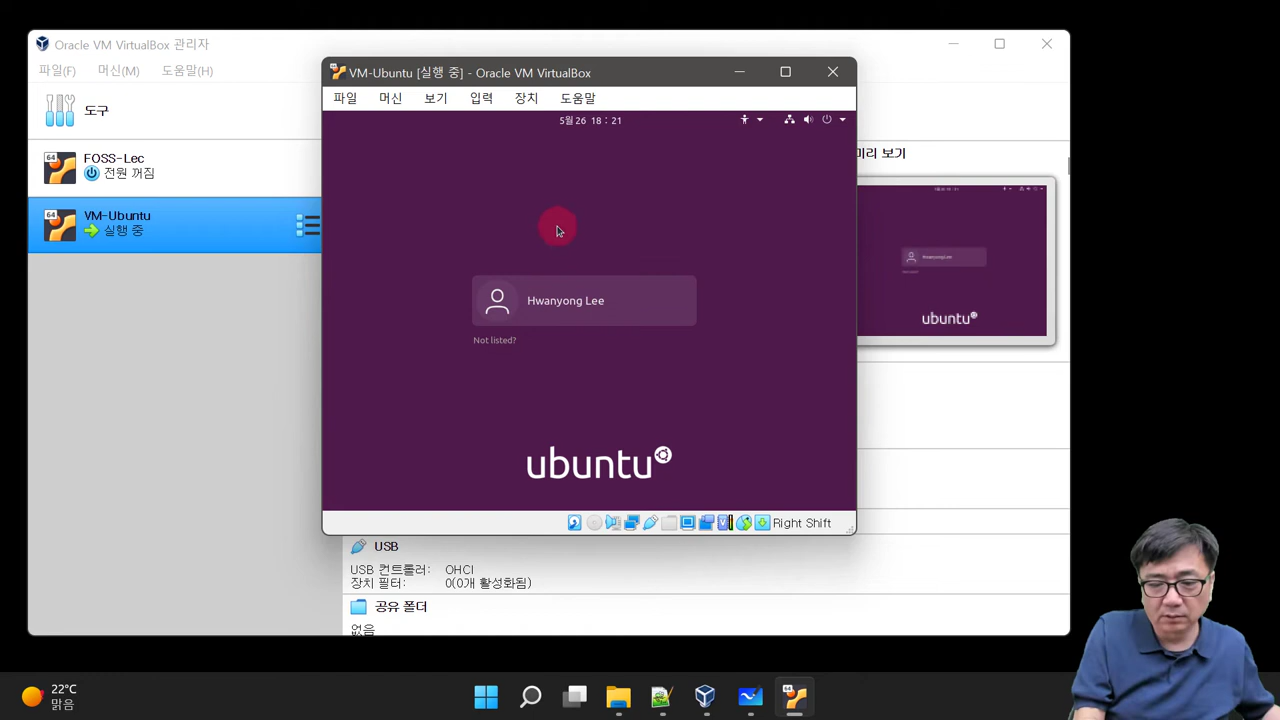 Oracle VM VirtualBox 관리자
파일(F) 머신(M) 도움말(H)
도구
FOSS-Lec
전원 꺼짐
VM-Ubuntu
실행 중
미리 보기
VM-Ubuntu [실행 중] - Oracle VM VirtualBox
파일 머신 보기 입력 장치 도움말
5월26 18 : 21
Hwanyong Lee
Not listed?
ubuntu
Right Shift
Hwanyong Lee
ubuntu
USB
USB 컨트롤러: OHCI
장치 필터: 0(0개 활성화됨)
공유 폴더
없음
22°C
맑음